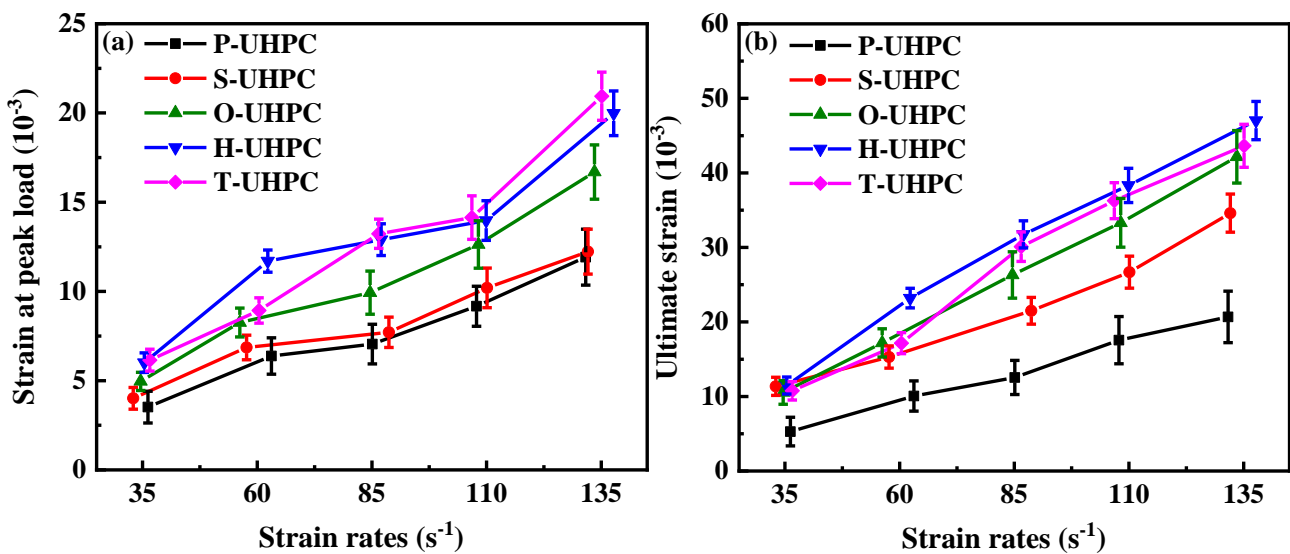 (a)
P-UHPC
S-UHPC
O-UHPC
H-UHPC
T-UHPC
25
20
15
10
5
0
Strain at peak load (10⁻³)
35 60 85 110 135
Strain rates (s⁻¹)
(b)
P-UHPC
S-UHPC
O-UHPC
H-UHPC
T-UHPC
60
50
40
30
20
10
0
Ultimate strain (10⁻³)
35 60 85 110 135
Strain rates (s⁻¹)